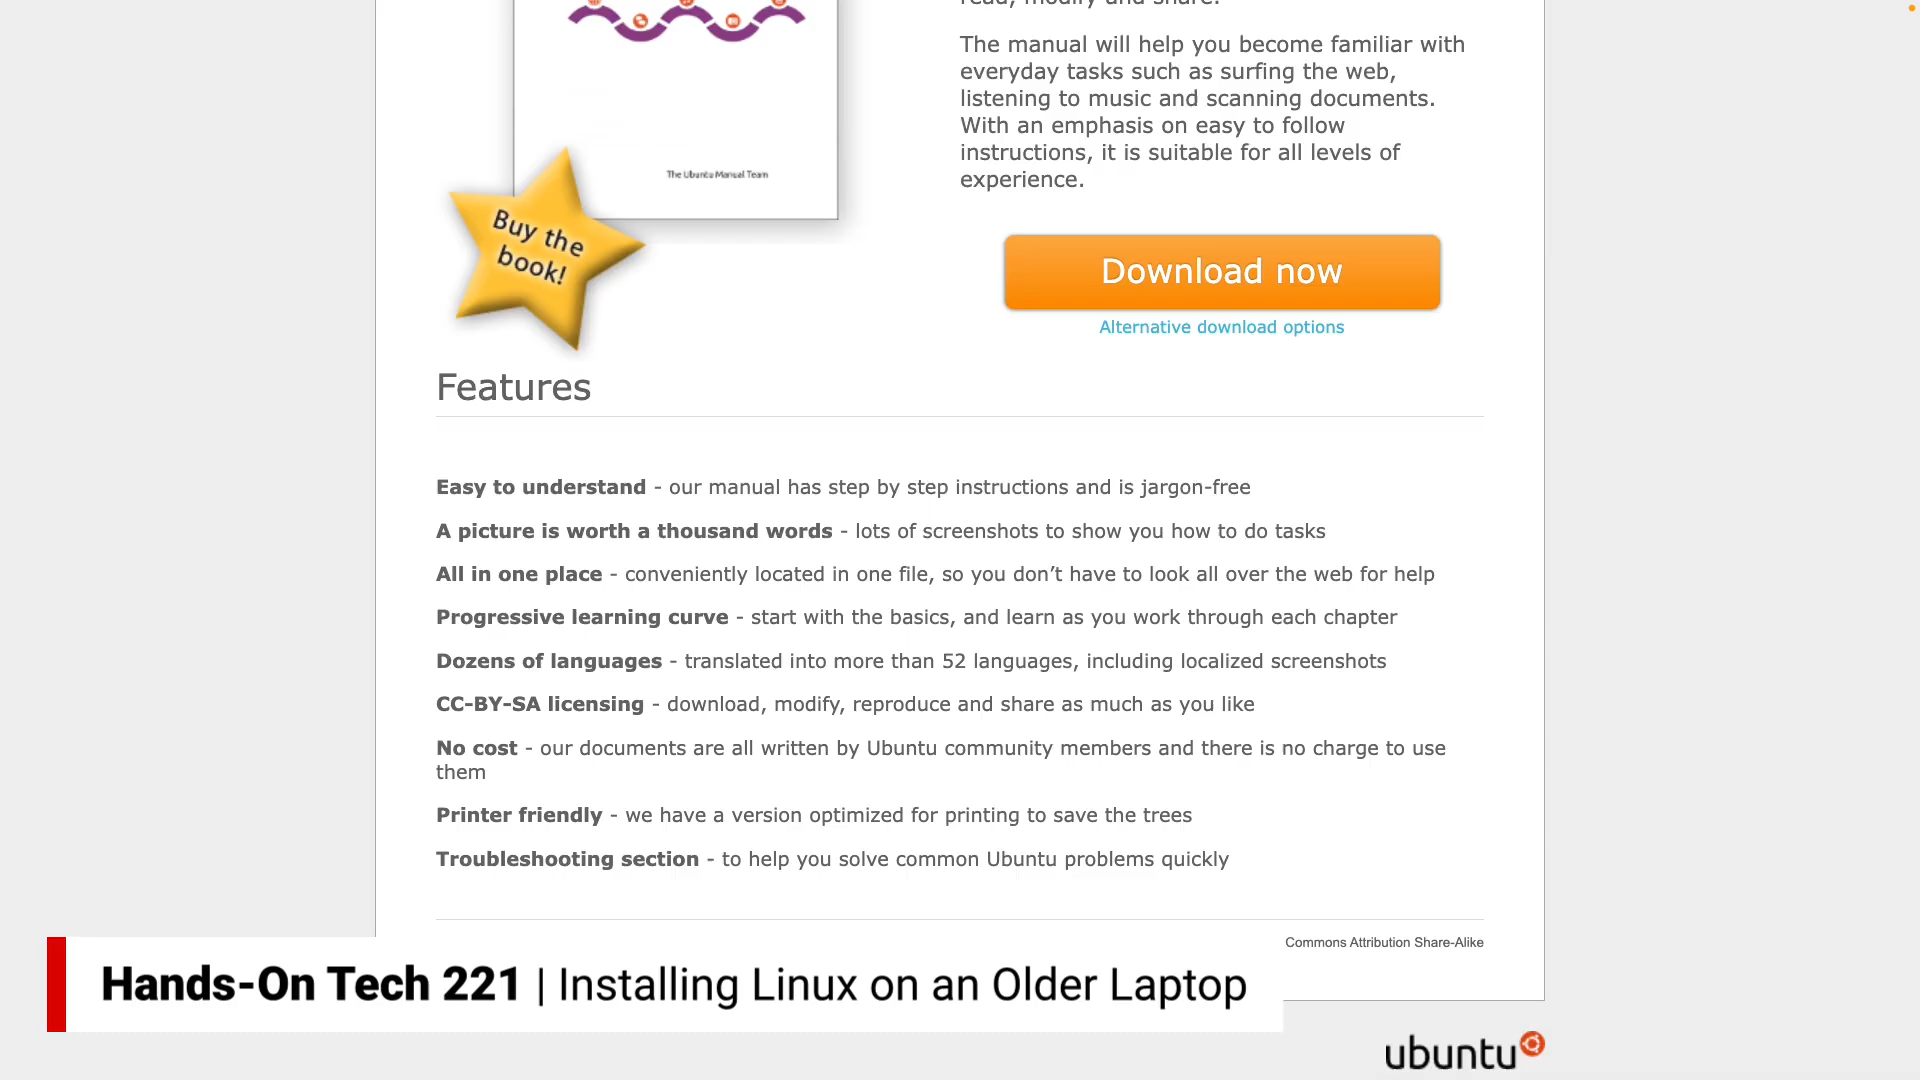 The manual will help you become familiar with
everyday tasks such as surfing the web,
listening to music and scanning documents.
With an emphasis on easy to follow
instructions, it is suitable for all levels of
experience.
The Ubuntu Manual Team
Buy the
book!
Download now
Alternative download options
Features
Easy to understand - our manual has step by step instructions and is jargon-free
A picture is worth a thousand words - lots of screenshots to show you how to do tasks
All in one place - conveniently located in one file, so you don’t have to look all over the web for help
Progressive learning curve - start with the basics, and learn as you work through each chapter
Dozens of languages - translated into more than 52 languages, including localized screenshots
CC-BY-SA licensing - download, modify, reproduce and share as much as you like
No cost - our documents are all written by Ubuntu community members and there is no charge to use
them
Printer friendly - we have a version optimized for printing to save the trees
Troubleshooting section - to help you solve common Ubuntu problems quickly
Commons Attribution Share-Alike
Hands-On Tech 221 | Installing Linux on an Older Laptop
ubuntu